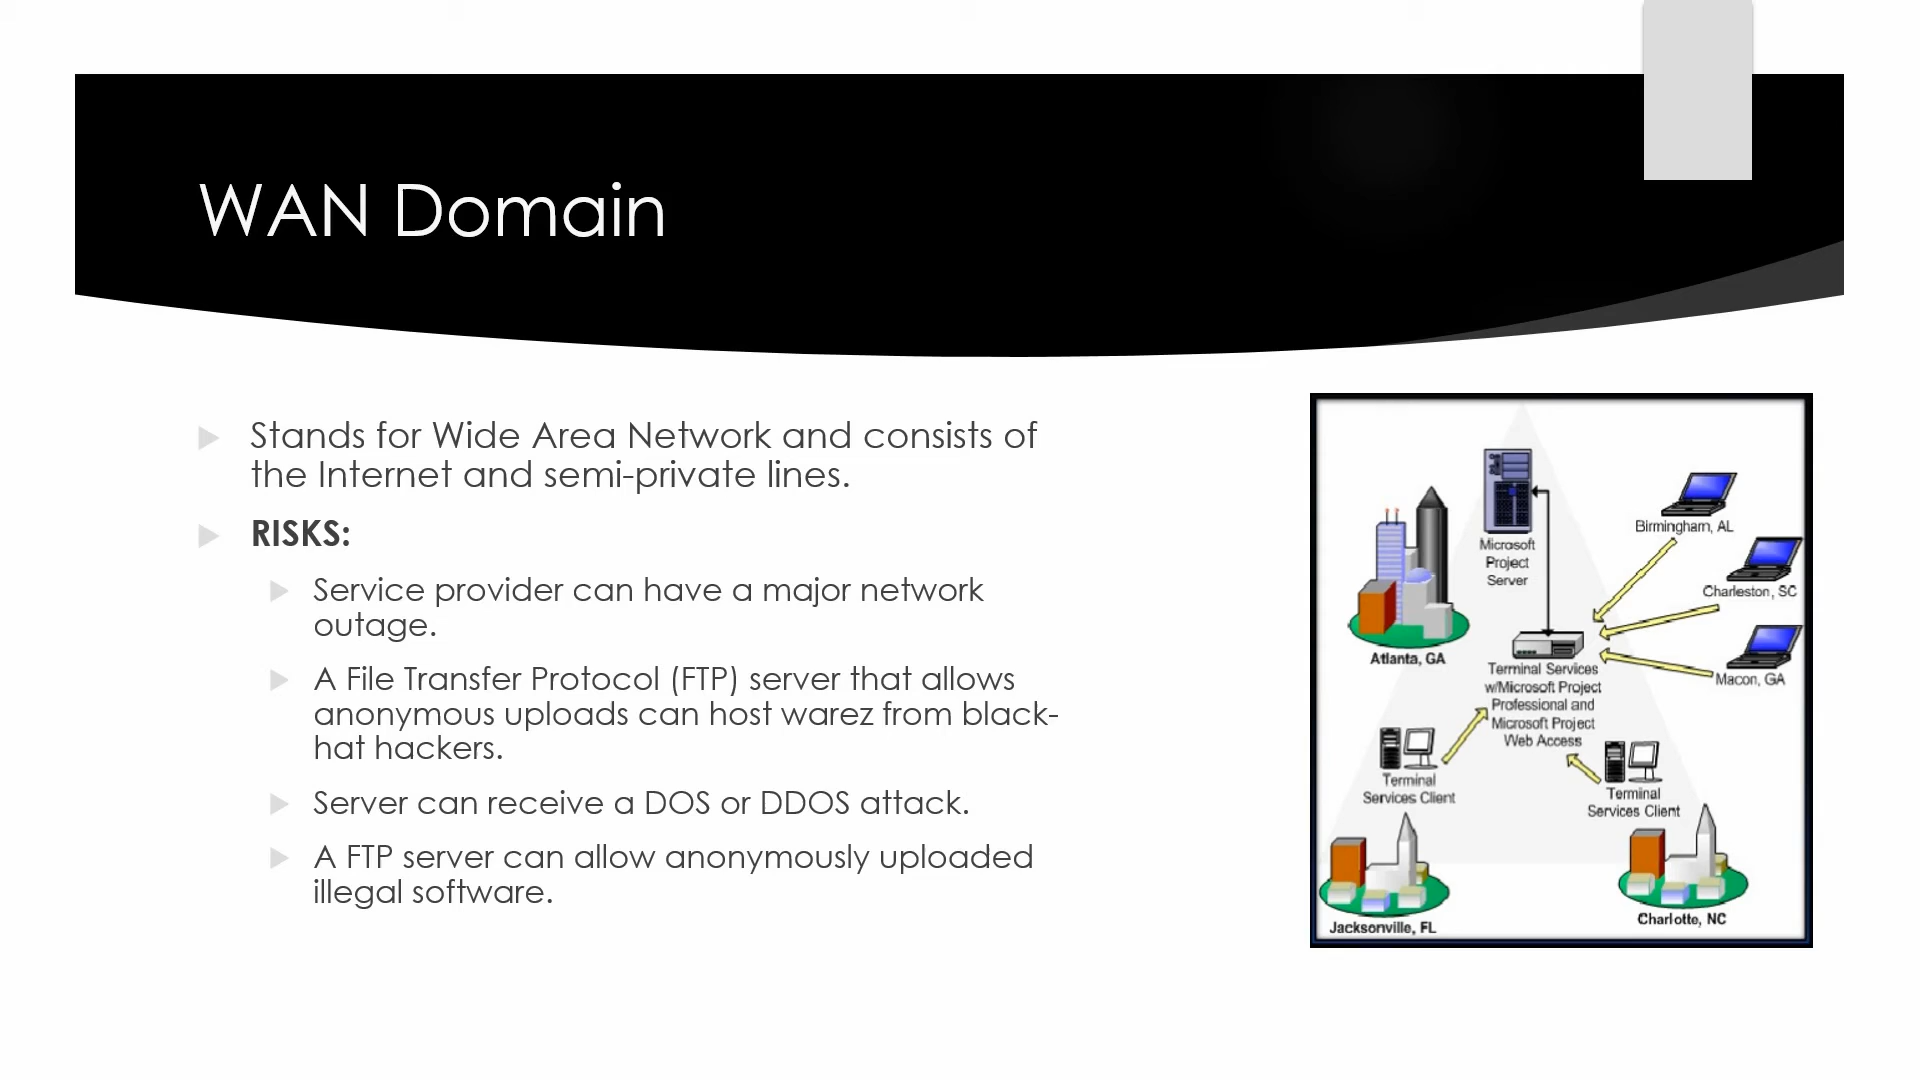 WAN Domain
Stands for Wide Area Network and consists of
the Internet and semi-private lines.
RISKS:
Service provider can have a major network
outage.
A File Transfer Protocol (FTP) server that allows
anonymous uploads can host warez from black-
hat hackers.
Server can receive a DOS or DDOS attack.
A FTP server can allow anonymously uploaded
illegal software.
Microsoft
Project
Server
Atlanta, GA
Birmingham, AL
Charleston, SC
Macon, GA
Terminal Services
w/Microsoft Project
Professional and
Microsoft Project
Web Access
Terminal
Services Client
Terminal
Services Client
Jacksonville, FL
Charlotte, NC